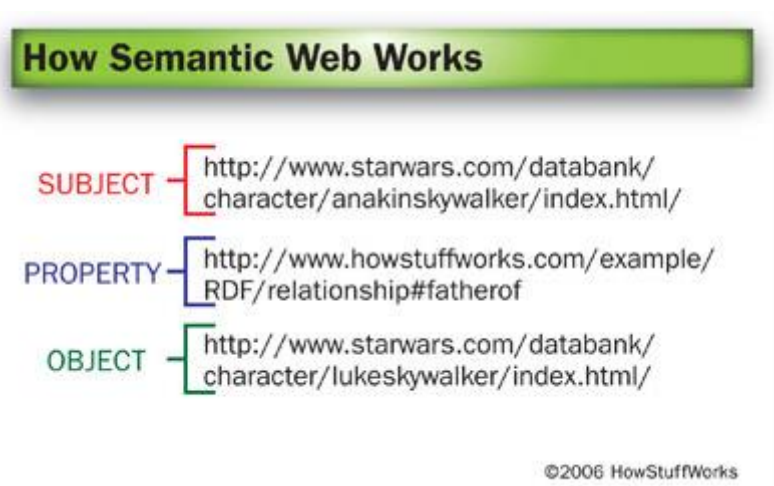 How Semantic Web Works
SUBJECT
http://www.starwars.com/databank/
character/anakinskywalker/index.html/
PROPERTY
http://www.howstuffworks.com/example/
RDF/relationship#fatherof
OBJECT
http://www.starwars.com/databank/
character/lukeskywalker/index.html/
©2006 HowStuffWorks